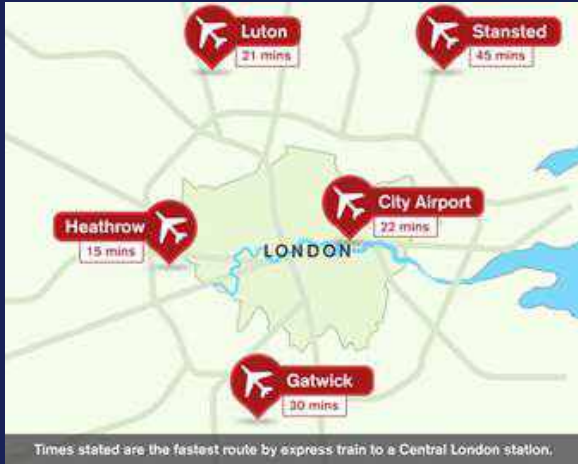 Luton
21 mins
Stansted
45 mins
City Airport
22 mins
Heathrow
15 mins
LONDON
Gatwick
30 mins
Times stated are the fastest route by express train to a Central London station.